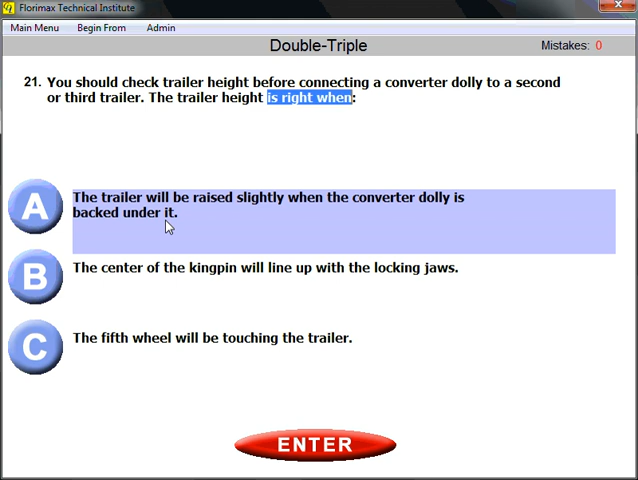 Florimax Technical Institute
Main Menu Begin From Admin
Double-Triple
Mistakes: 0
21. You should check trailer height before connecting a converter dolly to a second
or third trailer. The trailer height is right when:
A The trailer will be raised slightly when the converter dolly is
backed under it.
B The center of the kingpin will line up with the locking jaws.
C The fifth wheel will be touching the trailer.
ENTER